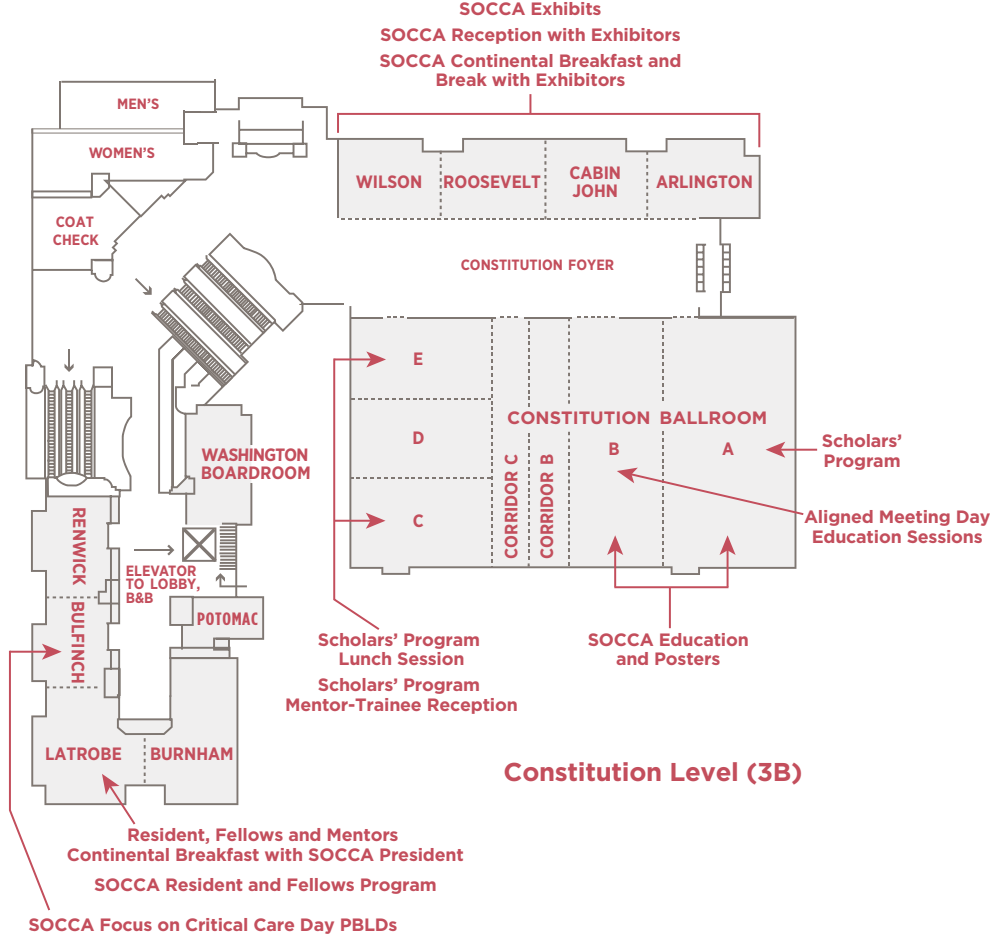 SOCCA Exhibits
SOCCA Reception with Exhibitors
SOCCA Continental Breakfast and
Break with Exhibitors
MEN'S
WOMEN'S
COAT
CHECK
WILSON
ROOSEVELT
CABIN
JOHN
ARLINGTON
CONSTITUTION FOYER
E
D
C
CONSTITUTION BALLROOM
B
A
CORRIDOR C
CORRIDOR B
Scholars'
Program
Aligned Meeting Day
Education Sessions
WASHINGTON
BOARDROOM
RENWICK
BULFINCH
ELEVATOR
TO LOBBY,
B&B
POTOMAC
Scholars' Program
Lunch Session
Scholars' Program
Mentor-Trainee Reception
SOCCA Education
and Posters
LATROBE
BURNHAM
Constitution Level (3B)
Resident, Fellows and Mentors
Continental Breakfast with SOCCA President
SOCCA Resident and Fellows Program
SOCCA Focus on Critical Care Day PBLDs